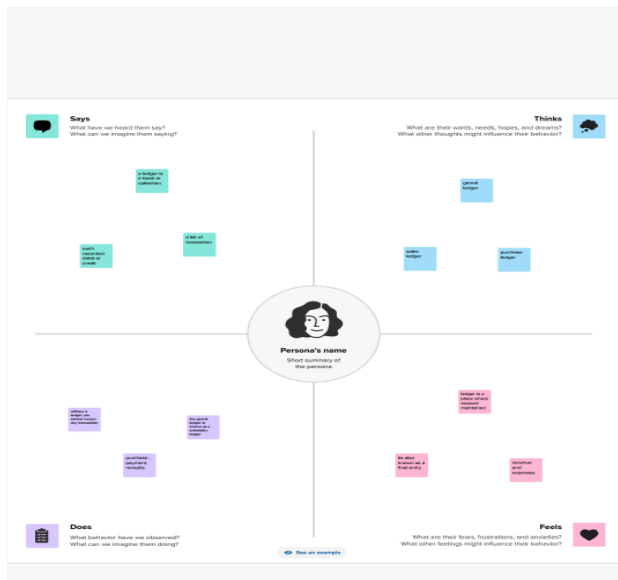 Says
What have we heard them say?
What can we imagine them saying?
Thinks
What are their wants, needs, hopes, and dreams?
What other thoughts might influence their behavior?
a ledger is
a book or
collection
a list of
transaction
each
recorded
debit or
credit
genral
ledger
sales
ledger
purchase
ledger
Persona's name
Short summary of
the persona
without a
ledger you
cannot record
any transaction
the genral
ledger is
known as a
subsidiary
ledger
purchase ,
payment,
receipts
ledger is a
place where
account
maintained
its also
known as a
final entry
revenue
and
expenses
Does
What behavior have we observed?
What can we imagine them doing?
See an example
Feels
What are their fears, frustrations, and anxieties?
What other feelings might influence their behavior?